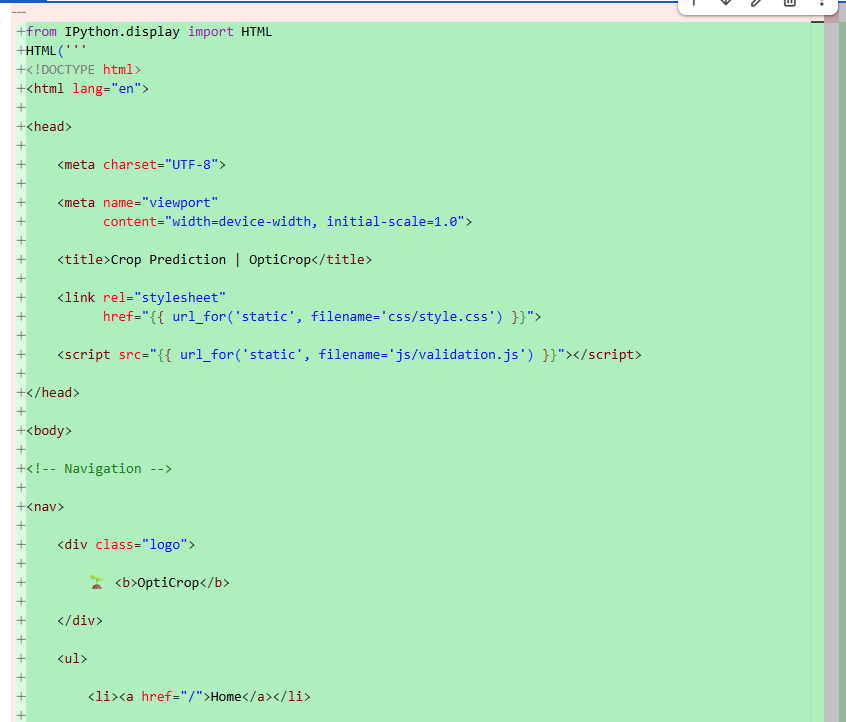 +from IPython.display import HTML
+HTML('''
+<!DOCTYPE html>
+<html lang="en">
+
+<head>
+
+    <meta charset="UTF-8">
+
+    <meta name="viewport"
+          content="width=device-width, initial-scale=1.0">
+
+    <title>Crop Prediction | OptiCrop</title>
+
+    <link rel="stylesheet"
+          href="{{ url_for('static', filename='css/style.css') }}">
+
+    <script src="{{ url_for('static', filename='js/validation.js') }}"></script>
+
+</head>
+
+<body>
+
+<!-- Navigation -->
+
+<nav>
+
+    <div class="logo">
+
+        🌱 <b>OptiCrop</b>
+
+    </div>
+
+    <ul>
+
+        <li><a href="/">Home</a></li>
+